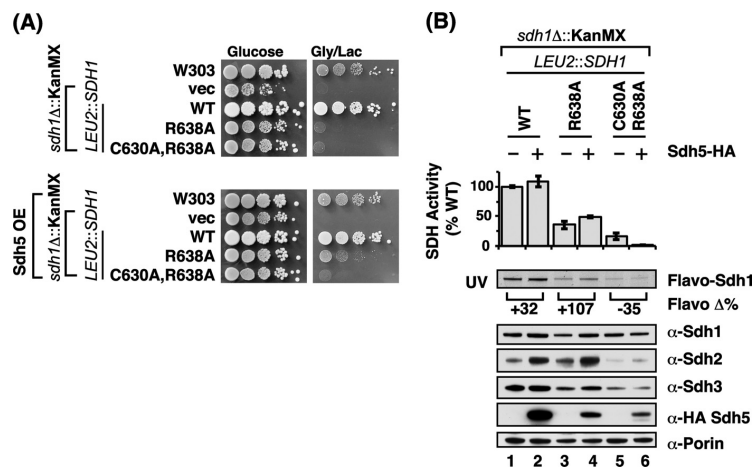 (A)
Glucose Gly/Lac
sdh1Δ::KanMX
LEU2::SDH1
W303
vec
WT
R638A
C630A,R638A
Sdh5 OE
sdh1Δ::KanMX
LEU2::SDH1
W303
vec
WT
R638A
C630A,R638A
(B)
sdh1Δ::KanMX
LEU2::SDH1
WT
R638A
C630A
R638A
− + − + − + Sdh5-HA
SDH Activity
(% WT)
100
50
0
UV Flavo-Sdh1
+32 +107 -35 Flavo Δ%
α-Sdh1
α-Sdh2
α-Sdh3
α-HA Sdh5
α-Porin
1 2 3 4 5 6